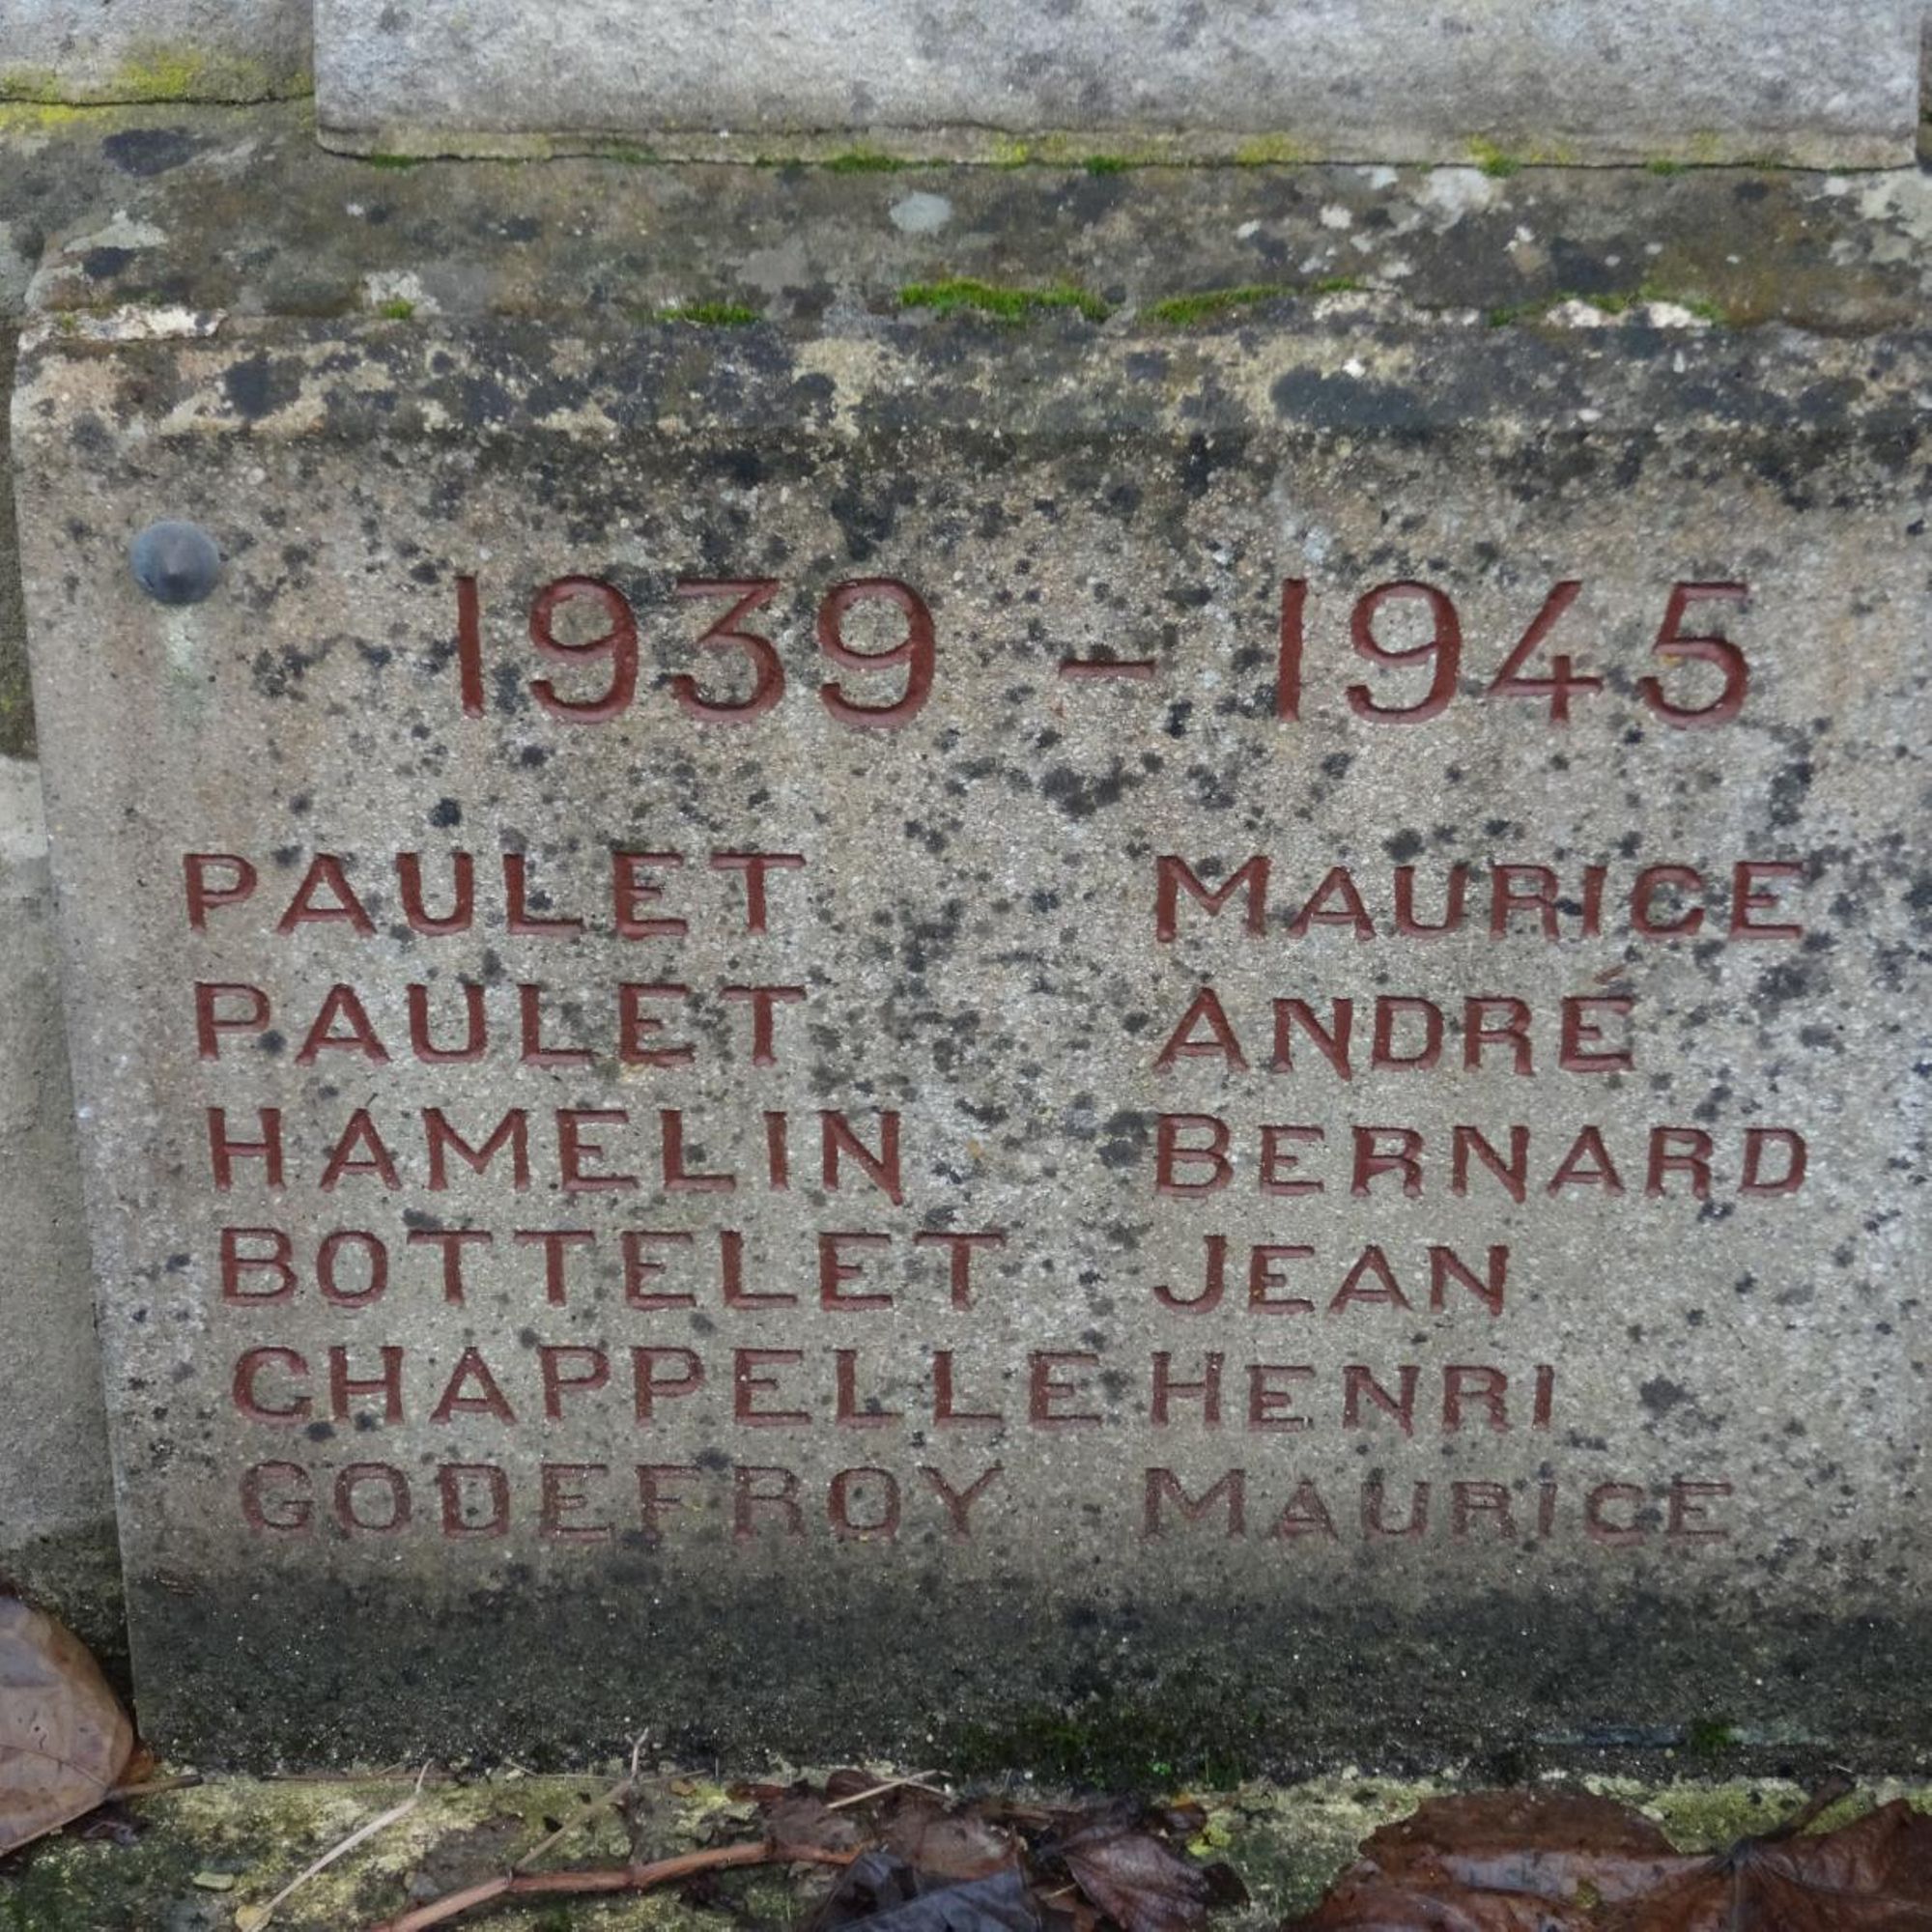 1939 - 1945
PAULET MAURICE
PAULET ANDRÉ
HAMELIN BERNARD
BOTTELET JEAN
CHAPPELLE HENRI
GODEFROY MAURICE